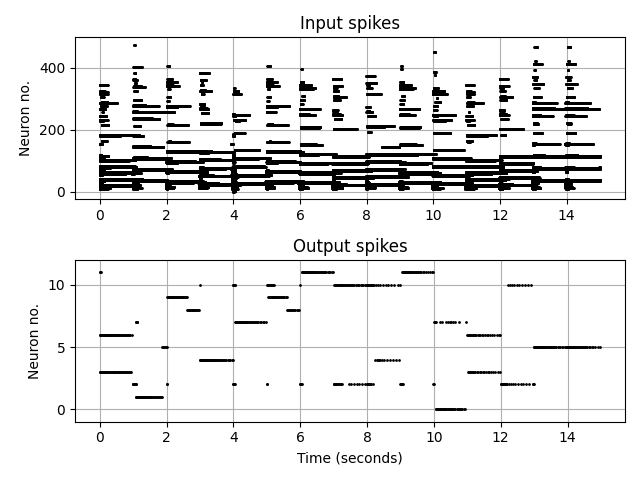 Input spikes
Neuron no.
400
200
0
0 2 4 6 8 10 12 14
Output spikes
Neuron no.
10
5
0
0 2 4 6 8 10 12 14
Time (seconds)